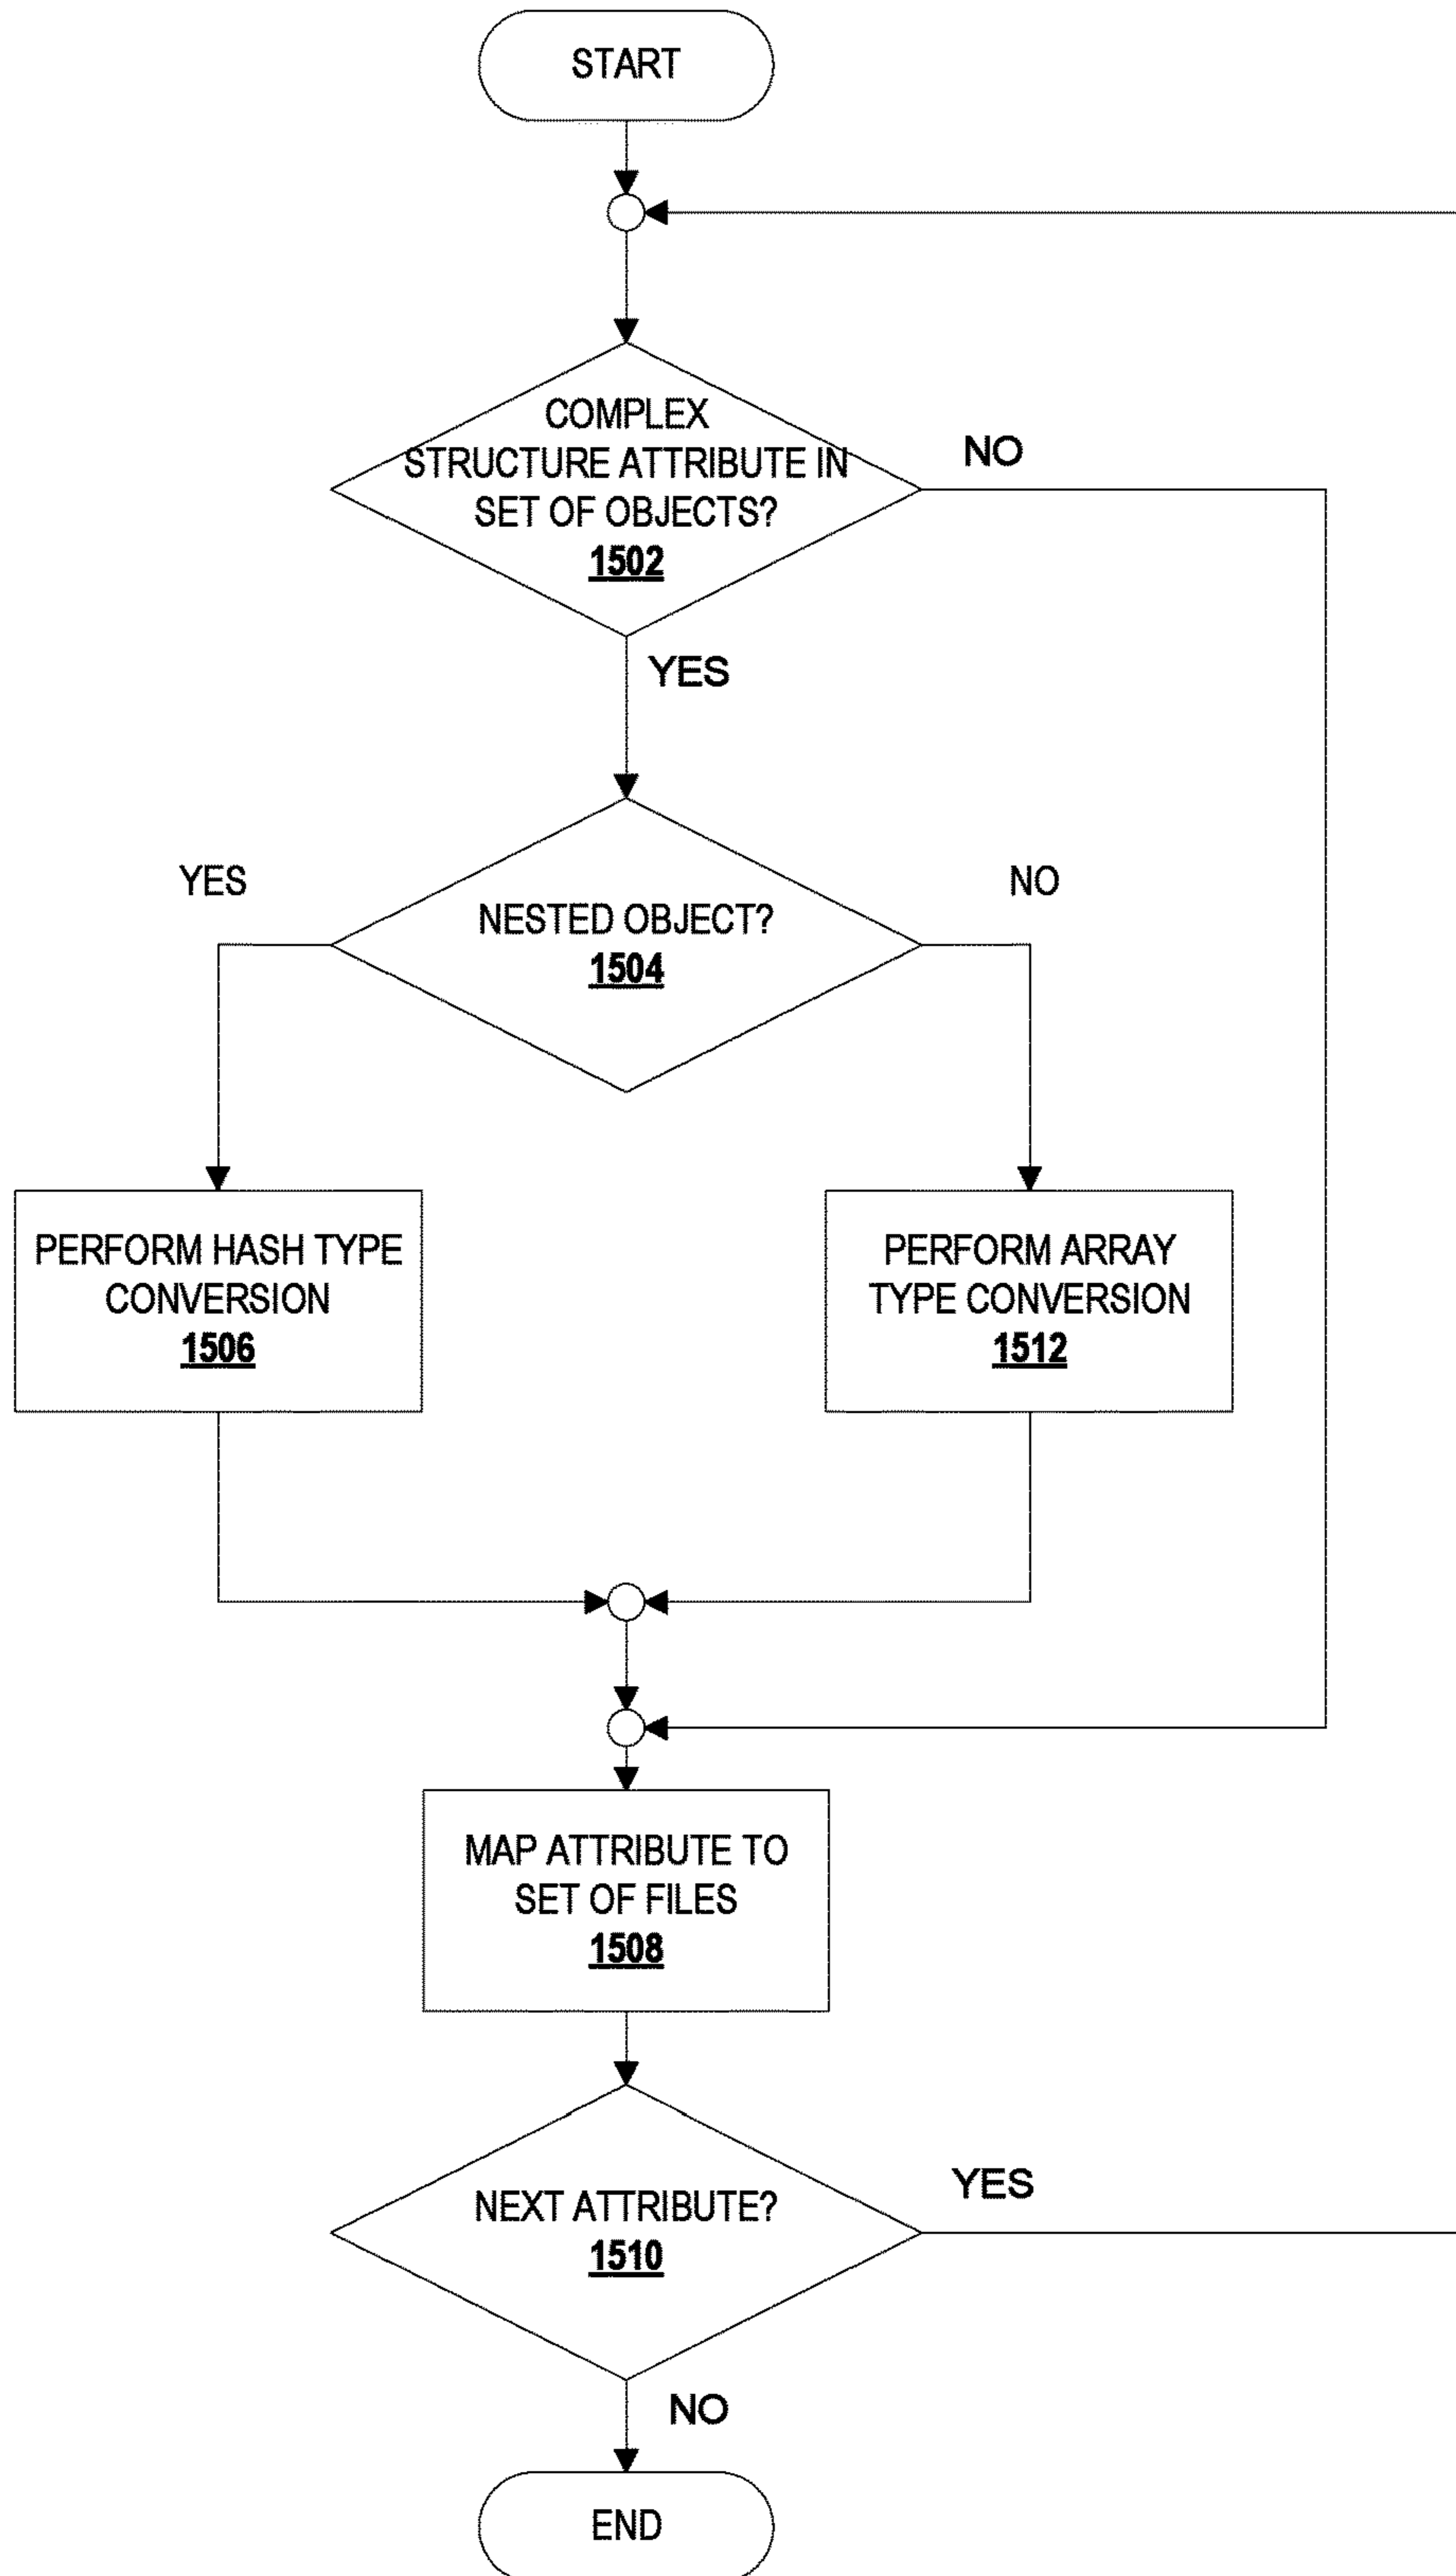 START
COMPLEX
STRUCTURE ATTRIBUTE IN
SET OF OBJECTS?
1502
NO
YES
YES
NO
NESTED OBJECT?
1504
PERFORM HASH TYPE
CONVERSION
1506
PERFORM ARRAY
TYPE CONVERSION
1512
MAP ATTRIBUTE TO
SET OF FILES
1508
NEXT ATTRIBUTE?
1510
YES
NO
END